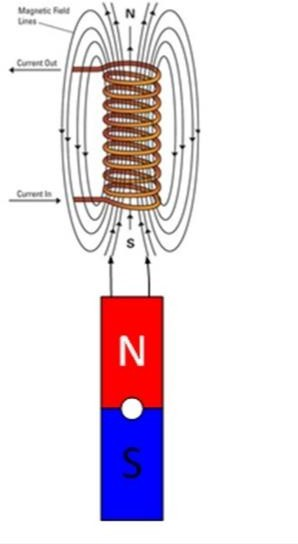 Magnetic Field
Lines
N
Current Out
Current In
S
N
S